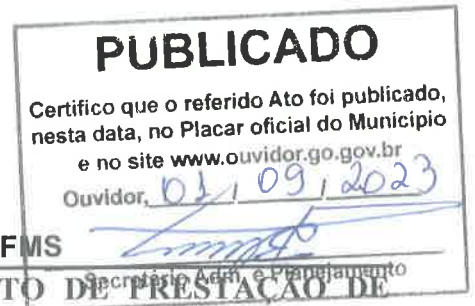 PUBLICADO
Certifico que o referido Ato foi publicado,
nesta data, no Placar oficial do Município
e no site www.ouvidor.go.gov.br
Ouvidor, 01 / 09 / 2023
FMS
Secretário Adm. e Planejamento
TO DE PRESTAÇÃO DE